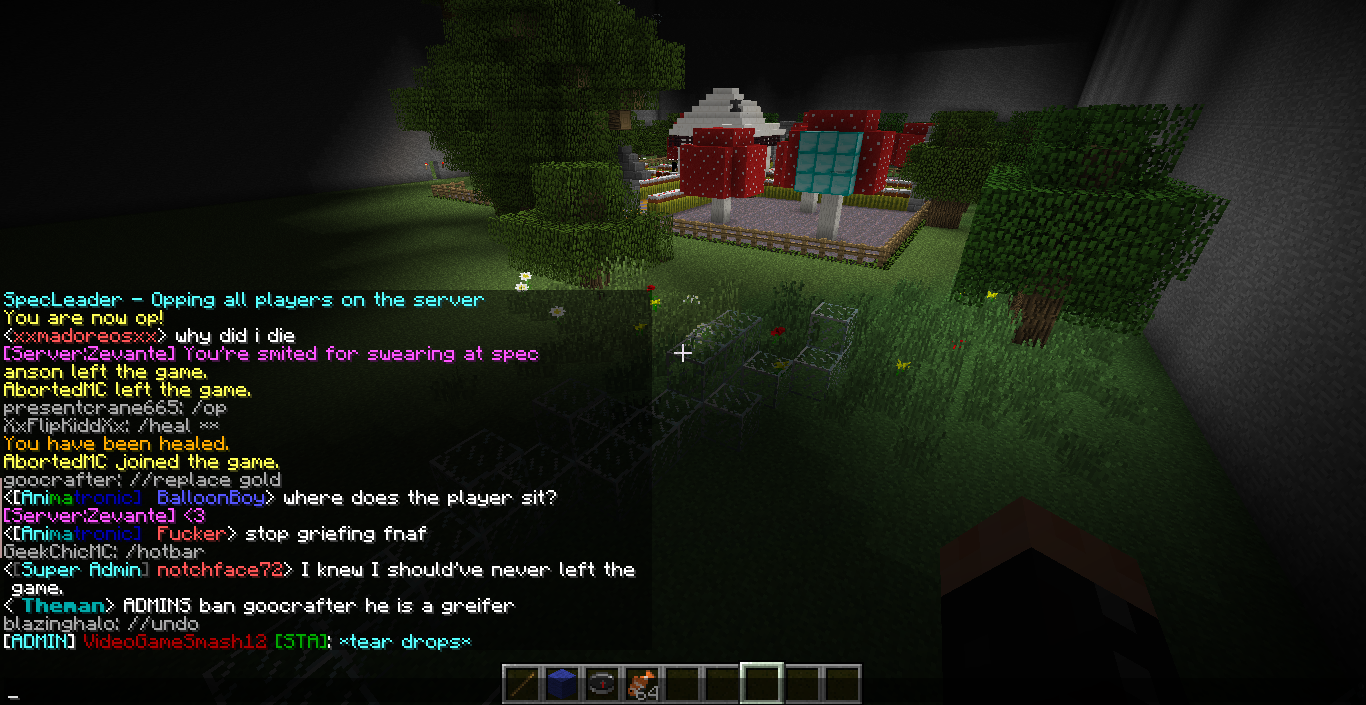 SpecLeader - Opping all players on the server
You are now op!
<xxmadoreosxx> why did i die
[Server:Zevante] You're smited for swearing at spec
anson left the game.
AbortedMC left the game.
presentcrane665: /op
XxFlipKiddXx: /heal **
You have been healed.
AbortedMC joined the game.
goocrafter: //replace gold
<[Animatronic] BalloonBoy> where does the player sit?
[Server:Zevante] <3
<[Animatronic] Fucker> stop griefing fnaf
GeekChicMC: /hotbar
<[Super Admin] notchface72> I knew I should've never left the
game.
< Theman> ADMINS ban goocrafter he is a greifer
blazinghalo: //undo
[ADMIN] VideoGameSmash12 [STA]: *tear drops*
64
_